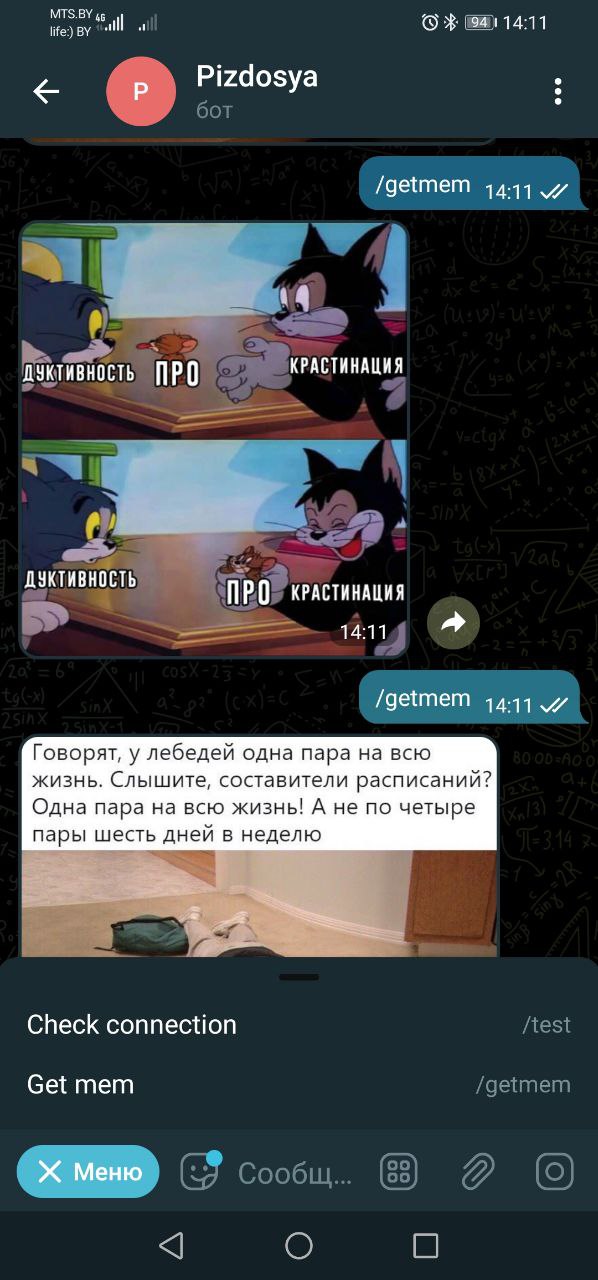 MTS.BY 4G
life:) BY
94 14:11
P
Pizdosya
бот
/getmem 14:11
ДУКТИВНОСТЬ ПРО КРАСТИНАЦИЯ
ДУКТИВНОСТЬ ПРО КРАСТИНАЦИЯ
14:11
/getmem 14:11
Говорят, у лебедей одна пара на всю
жизнь. Слышите, составители расписаний?
Одна пара на всю жизнь! А не по четыре
пары шесть дней в неделю
Check connection /test
Get mem /getmem
Меню Сообщ...